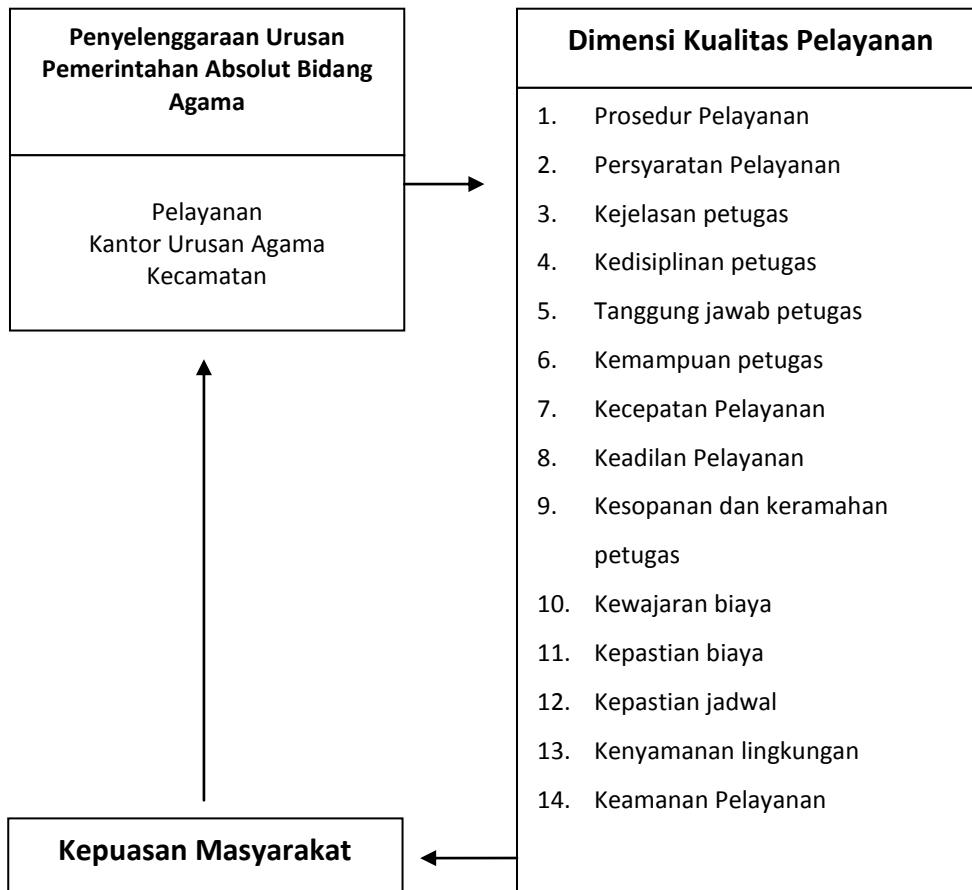 Penyelenggaraan Urusan
Pemerintahan Absolut Bidang
Agama
Pelayanan
Kantor Urusan Agama
Kecamatan
Dimensi Kualitas Pelayanan
1. Prosedur Pelayanan
2. Persyaratan Pelayanan
3. Kejelasan petugas
4. Kedisiplinan petugas
5. Tanggung jawab petugas
6. Kemampuan petugas
7. Kecepatan Pelayanan
8. Keadilan Pelayanan
9. Kesopanan dan keramahan
petugas
10. Kewajaran biaya
11. Kepastian biaya
12. Kepastian jadwal
13. Kenyamanan lingkungan
14. Keamanan Pelayanan
Kepuasan Masyarakat